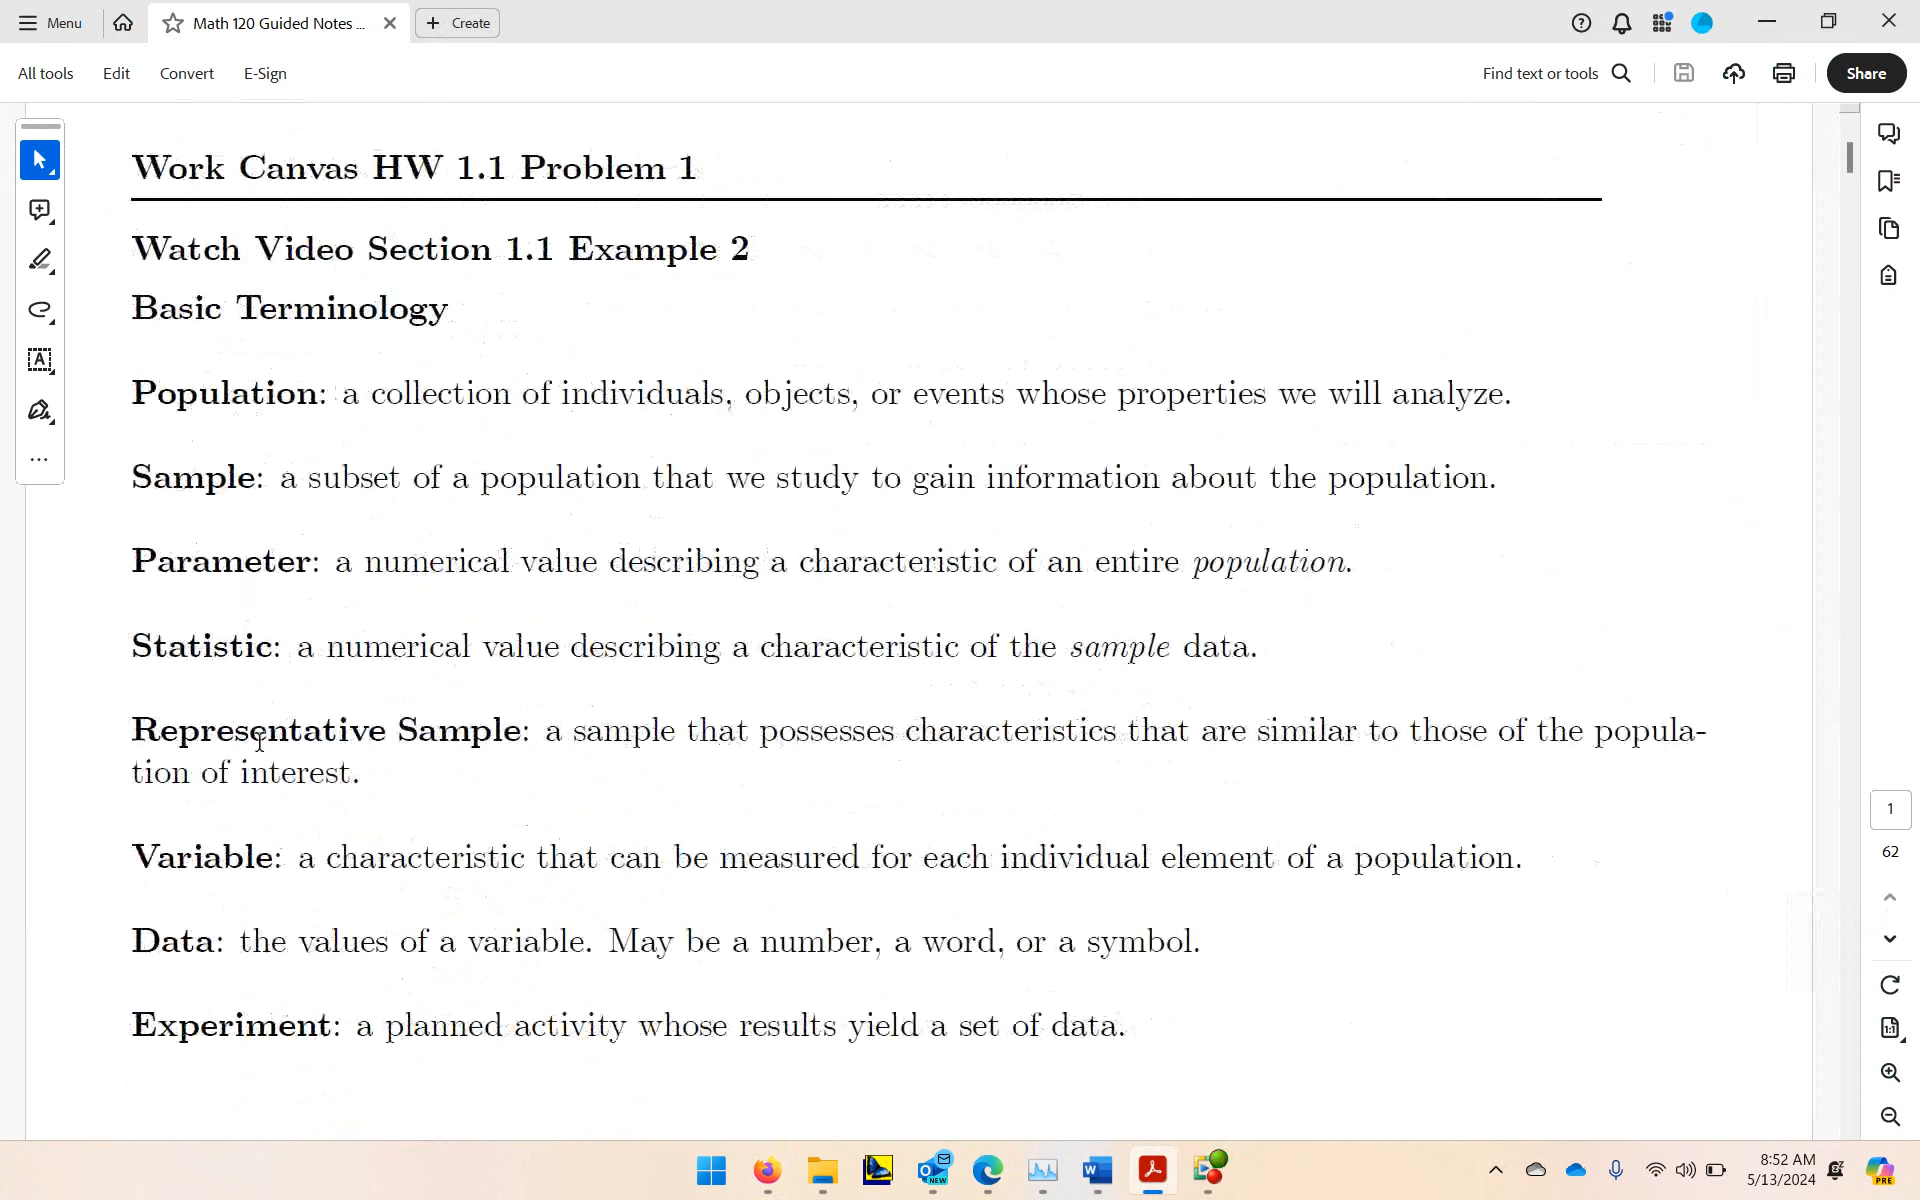 Menu
Math 120 Guided Notes ...
Create
All tools
Edit
Convert
E-Sign
Find text or tools
Share
Work Canvas HW 1.1 Problem 1
Watch Video Section 1.1 Example 2
Basic Terminology
Population: a collection of individuals, objects, or events whose properties we will analyze.
Sample: a subset of a population that we study to gain information about the population.
Parameter: a numerical value describing a characteristic of an entire population.
Statistic: a numerical value describing a characteristic of the sample data.
Representative Sample: a sample that possesses characteristics that are similar to those of the popula-
tion of interest.
Variable: a characteristic that can be measured for each individual element of a population.
Data: the values of a variable. May be a number, a word, or a symbol.
Experiment: a planned activity whose results yield a set of data.
1
62
1:1
NEW
W
8:52 AM
5/13/2024
PRE